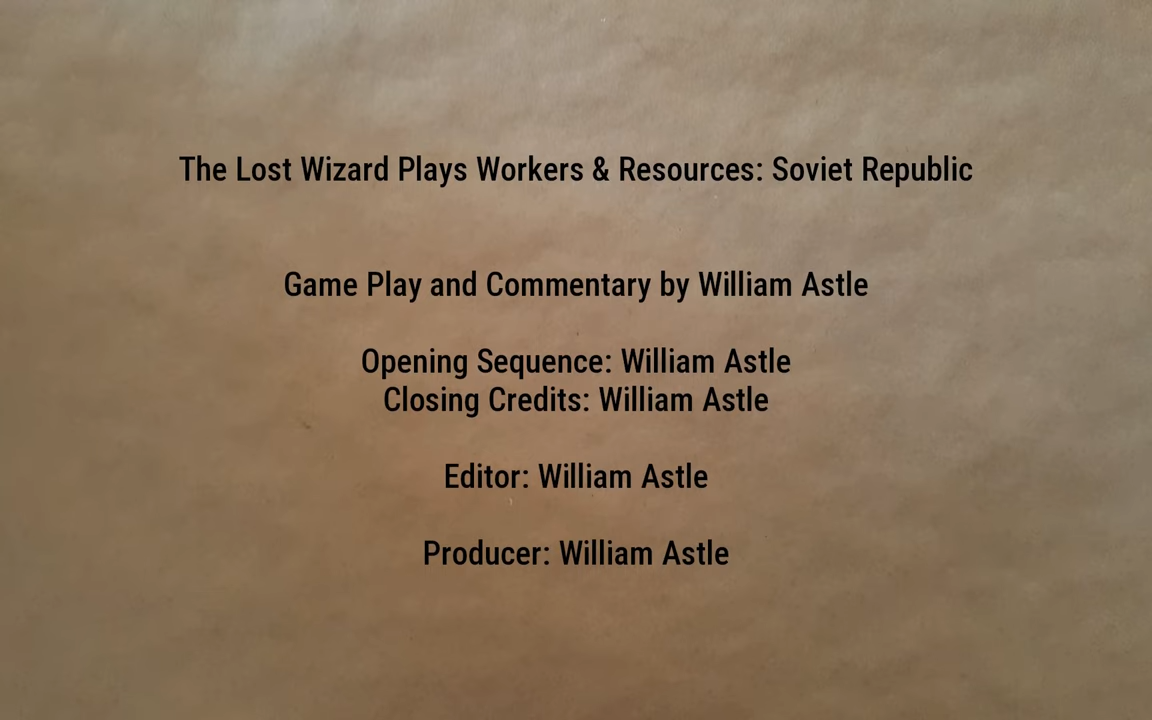 The Lost Wizard Plays Workers & Resources: Soviet Republic
Game Play and Commentary by William Astle
Opening Sequence: William Astle
Closing Credits: William Astle
Editor: William Astle
Producer: William Astle